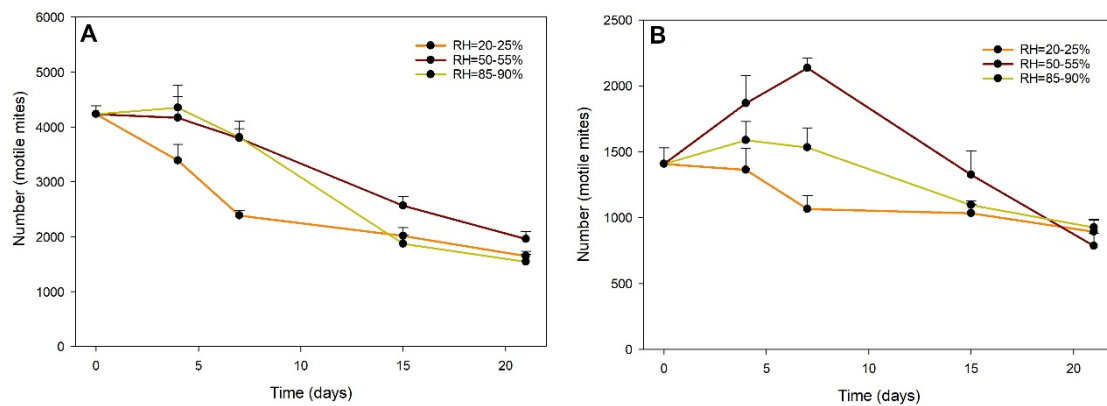 A
RH=20-25%
RH=50-55%
RH=85-90%
Number (motile mites)
6000
5000
4000
3000
2000
1000
0
0 5 10 15 20
Time (days)
B
RH=20-25%
RH=50-55%
RH=85-90%
Number (motile mites)
2500
2000
1500
1000
500
0
0 5 10 15 20
Time (days)